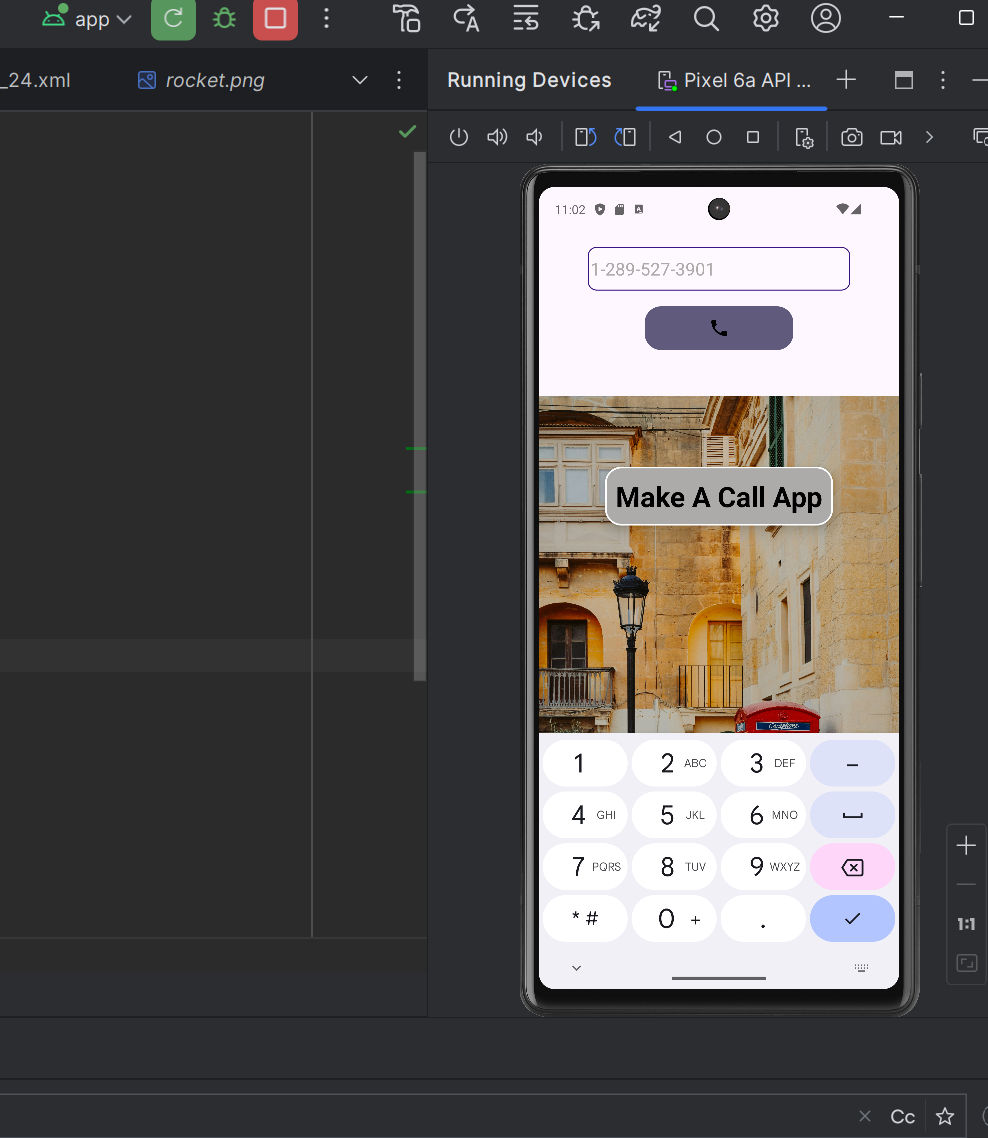 app
_24.xml
rocket.png
Running Devices
Pixel 6a API ...
11:02
1-289-527-3901
Make A Call App
1
2 ABC
3 DEF
–
4 GHI
5 JKL
6 MNO
7 PQRS
8 TUV
9 WXYZ
* #
0 +
.
1:1
Cc